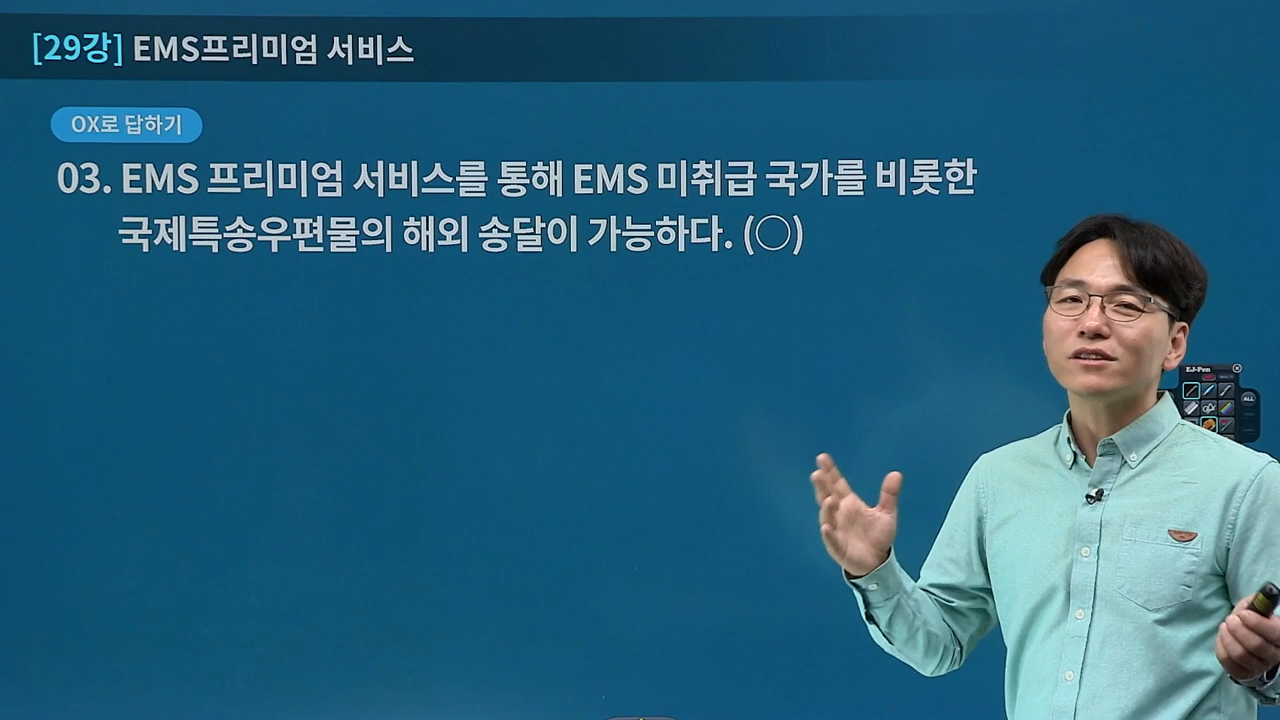 [29강] EMS프리미엄 서비스
OX로 답하기
03. EMS 프리미엄 서비스를 통해 EMS 미취급 국가를 비롯한
국제특송우편물의 해외 송달이 가능하다. (○)
EJ-Pen
ALL